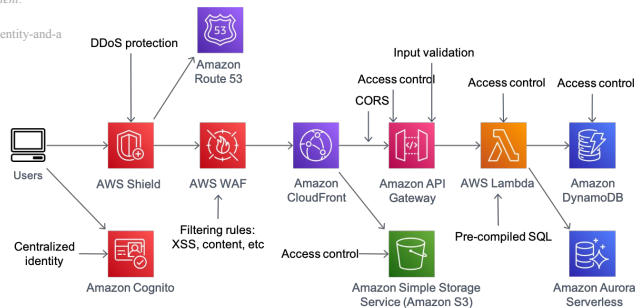 ent.
entity-and-a
DDoS protection
53
Amazon
Route 53
Input validation
Access control
CORS
Access control
Access control
Users
AWS Shield
AWS WAF
Amazon
CloudFront
</>
Amazon API
Gateway
AWS Lambda
Amazon
DynamoDB
Centralized
identity
Filtering rules:
XSS, content, etc
Access control
Pre-compiled SQL
Amazon Cognito
Amazon Simple Storage
Service (Amazon S3)
Amazon Aurora
Serverless